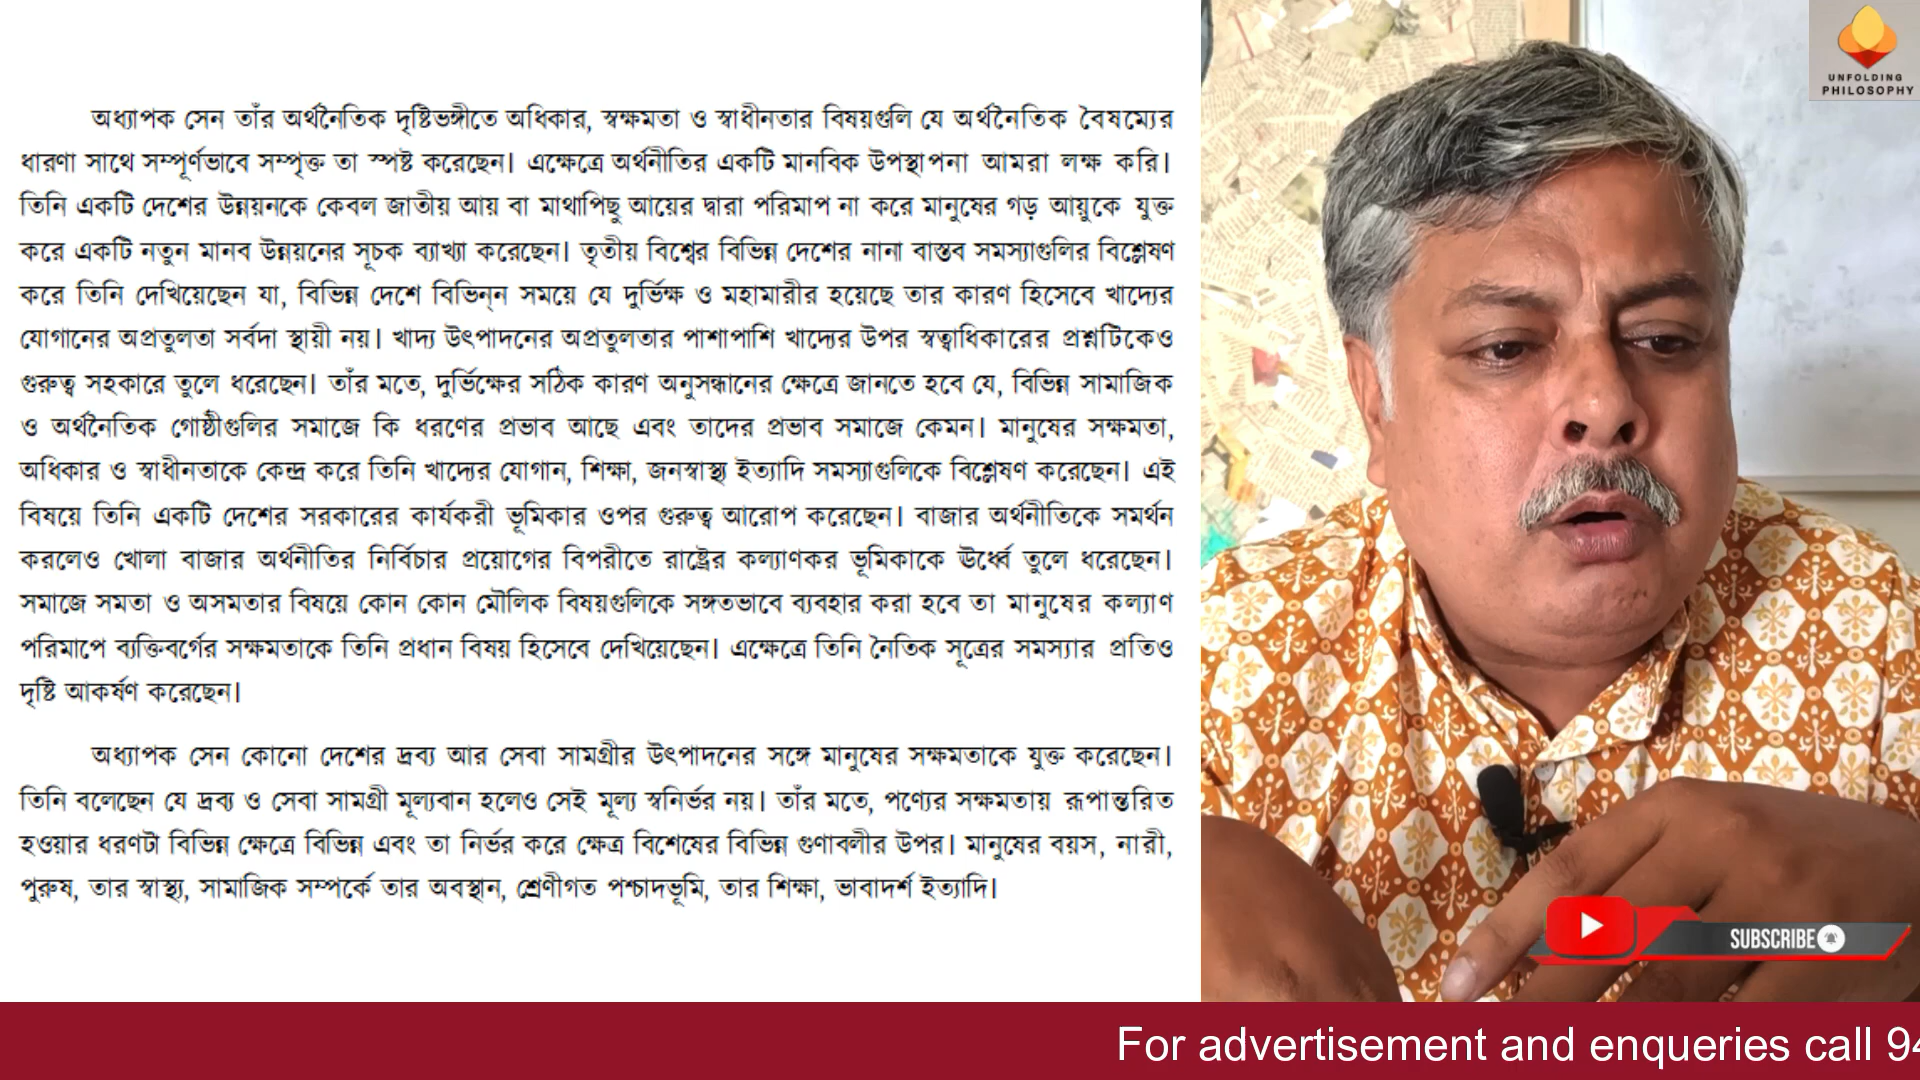 অধ্যাপক সেন তাঁর অর্থনৈতিক দৃষ্টিভঙ্গীতে অধিকার, স্বক্ষমতা ও স্বাধীনতার বিষয়গুলি যে অর্থনৈতিক বৈষম্যের
ধারণা সাথে সম্পূর্ণভাবে সম্পৃক্ত তা স্পষ্ট করেছেন। এক্ষেত্রে অর্থনীতির একটি মানবিক উপস্থাপনা আমরা লক্ষ করি।
তিনি একটি দেশের উন্নয়নকে কেবল জাতীয় আয় বা মাথাপিছু আয়ের দ্বারা পরিমাপ না করে মানুষের গড় আয়ুকে যুক্ত
করে একটি নতুন মানব উন্নয়নের সূচক ব্যাখ্যা করেছেন। তৃতীয় বিশ্বের বিভিন্ন দেশের নানা বাস্তব সমস্যাগুলির বিশ্লেষণ
করে তিনি দেখিয়েছেন যা, বিভিন্ন দেশে বিভিন্‌ন সময়ে যে দুর্ভিক্ষ ও মহামারীর হয়েছে তার কারণ হিসেবে খাদ্যের
যোগানের অপ্রতুলতা সর্বদা স্থায়ী নয়। খাদ্য উৎপাদনের অপ্রতুলতার পাশাপাশি খাদ্যের উপর স্বত্বাধিকারের প্রশ্নটিকেও
গুরুত্ব সহকারে তুলে ধরেছেন। তাঁর মতে, দুর্ভিক্ষের সঠিক কারণ অনুসন্ধানের ক্ষেত্রে জানতে হবে যে, বিভিন্ন সামাজিক
ও অর্থনৈতিক গোষ্ঠীগুলির সমাজে কি ধরণের প্রভাব আছে এবং তাদের প্রভাব সমাজে কেমন। মানুষের সক্ষমতা,
অধিকার ও স্বাধীনতাকে কেন্দ্র করে তিনি খাদ্যের যোগান, শিক্ষা, জনস্বাস্থ্য ইত্যাদি সমস্যাগুলিকে বিশ্লেষণ করেছেন। এই
বিষয়ে তিনি একটি দেশের সরকারের কার্যকরী ভূমিকার ওপর গুরুত্ব আরোপ করেছেন। বাজার অর্থনীতিকে সমর্থন
করলেও খোলা বাজার অর্থনীতির নির্বিচার প্রয়োগের বিপরীতে রাষ্ট্রের কল্যাণকর ভূমিকাকে ঊর্ধ্বে তুলে ধরেছেন।
সমাজে সমতা ও অসমতার বিষয়ে কোন কোন মৌলিক বিষয়গুলিকে সঙ্গতভাবে ব্যবহার করা হবে তা মানুষের কল্যাণ
পরিমাপে ব্যক্তিবর্গের সক্ষমতাকে তিনি প্রধান বিষয় হিসেবে দেখিয়েছেন। এক্ষেত্রে তিনি নৈতিক সূত্রের সমস্যার প্রতিও
দৃষ্টি আকর্ষণ করেছেন।
অধ্যাপক সেন কোনো দেশের দ্রব্য আর সেবা সামগ্রীর উৎপাদনের সঙ্গে মানুষের সক্ষমতাকে যুক্ত করেছেন।
তিনি বলেছেন যে দ্রব্য ও সেবা সামগ্রী মূল্যবান হলেও সেই মূল্য স্বনির্ভর নয়। তাঁর মতে, পণ্যের সক্ষমতায় রূপান্তরিত
হওয়ার ধরণটা বিভিন্ন ক্ষেত্রে বিভিন্ন এবং তা নির্ভর করে ক্ষেত্র বিশেষের বিভিন্ন গুণাবলীর উপর। মানুষের বয়স, নারী,
পুরুষ, তার স্বাস্থ্য, সামাজিক সম্পর্কে তার অবস্থান, শ্রেণীগত পশ্চাদভূমি, তার শিক্ষা, ভাবাদর্শ ইত্যাদি।
UNFOLDING
PHILOSOPHY
SUBSCRIBE
For advertisement and enqueries call 94